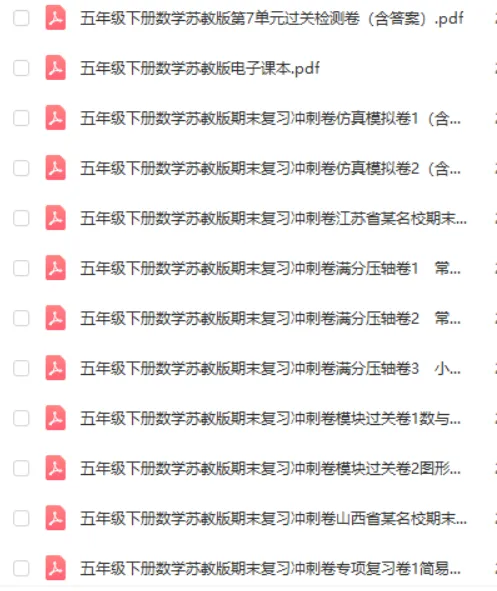 五年级下册数学苏教版第7单元过关检测卷（含答案）.pdf
五年级下册数学苏教版电子课本.pdf
五年级下册数学苏教版期末复习冲刺卷仿真模拟卷1（含...
五年级下册数学苏教版期末复习冲刺卷仿真模拟卷2（含...
五年级下册数学苏教版期末复习冲刺卷江苏省某名校期末...
五年级下册数学苏教版期末复习冲刺卷满分压轴卷1　常...
五年级下册数学苏教版期末复习冲刺卷满分压轴卷2　常...
五年级下册数学苏教版期末复习冲刺卷满分压轴卷3　小...
五年级下册数学苏教版期末复习冲刺卷模块过关卷1数与...
五年级下册数学苏教版期末复习冲刺卷模块过关卷2图形...
五年级下册数学苏教版期末复习冲刺卷山西省某名校期末...
五年级下册数学苏教版期末复习冲刺卷专项复习卷1简易...